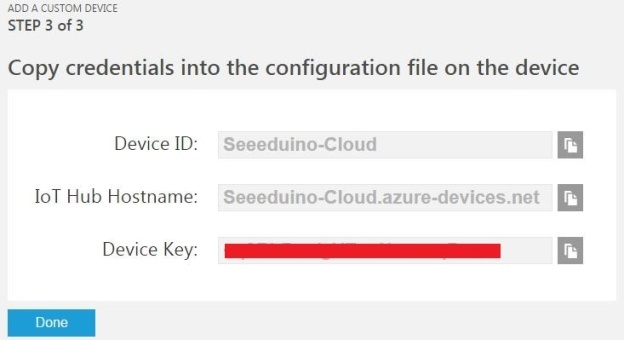 ADD A CUSTOM DEVICE
STEP 3 of 3
Copy credentials into the configuration file on the device
Device ID: Seeeduino-Cloud
IoT Hub Hostname: Seeeduino-Cloud.azure-devices.net
Device Key:
Done